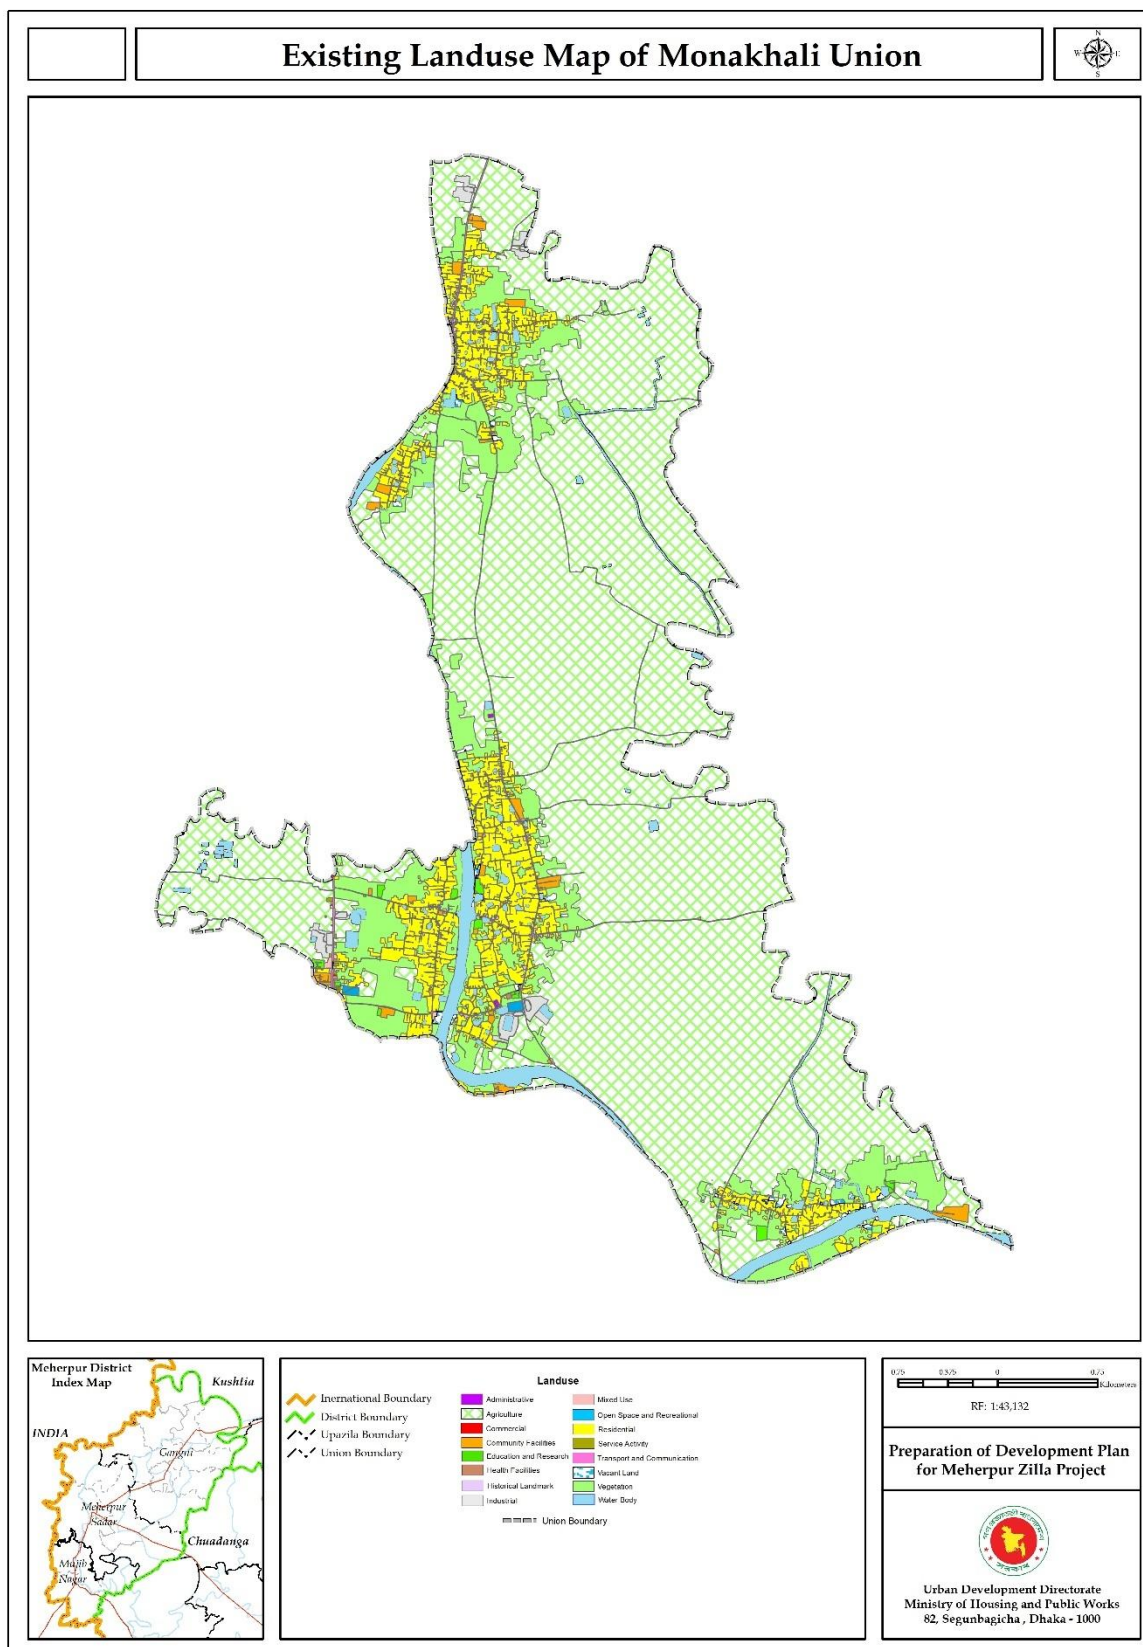 Existing Landuse Map of Monakhali Union
N
W
E
S
Meherpur District
Index Map
Kushtia
INDIA
Gangni
Meherpur
Sadar
Chuadanga
Mujib
Nagar
Inernational Boundary
District Boundary
Upazila Boundary
Union Boundary
Landuse
Administrative
Agriculture
Commercial
Community Facilities
Education and Research
Health Facilities
Historical Landmark
Industrial
Mixed Use
Open Space and Recreational
Residential
Service Activity
Transport and Communication
Vacant Land
Vegetation
Water Body
Union Boundary
0.75 0.375 0 0.75
Kilometers
RF: 1:43,132
Preparation of Development Plan
for Meherpur Zilla Project
Urban Development Directorate
Ministry of Housing and Public Works
82, Segunbagicha , Dhaka - 1000